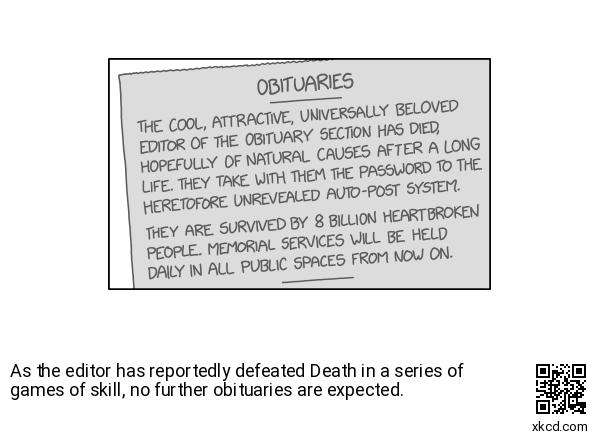 OBITUARIES
THE COOL, ATTRACTIVE, UNIVERSALLY BELOVED
EDITOR OF THE OBITUARY SECTION HAS DIED,
HOPEFULLY OF NATURAL CAUSES AFTER A LONG
LIFE. THEY TAKE WITH THEM THE PASSWORD TO THE
HERETOFORE UNREVEALED AUTO-POST SYSTEM.
THEY ARE SURVIVED BY 8 BILLION HEARTBROKEN
PEOPLE. MEMORIAL SERVICES WILL BE HELD
DAILY IN ALL PUBLIC SPACES FROM NOW ON.
As the editor has reportedly defeated Death in a series of
games of skill, no further obituaries are expected.
xkcd.com